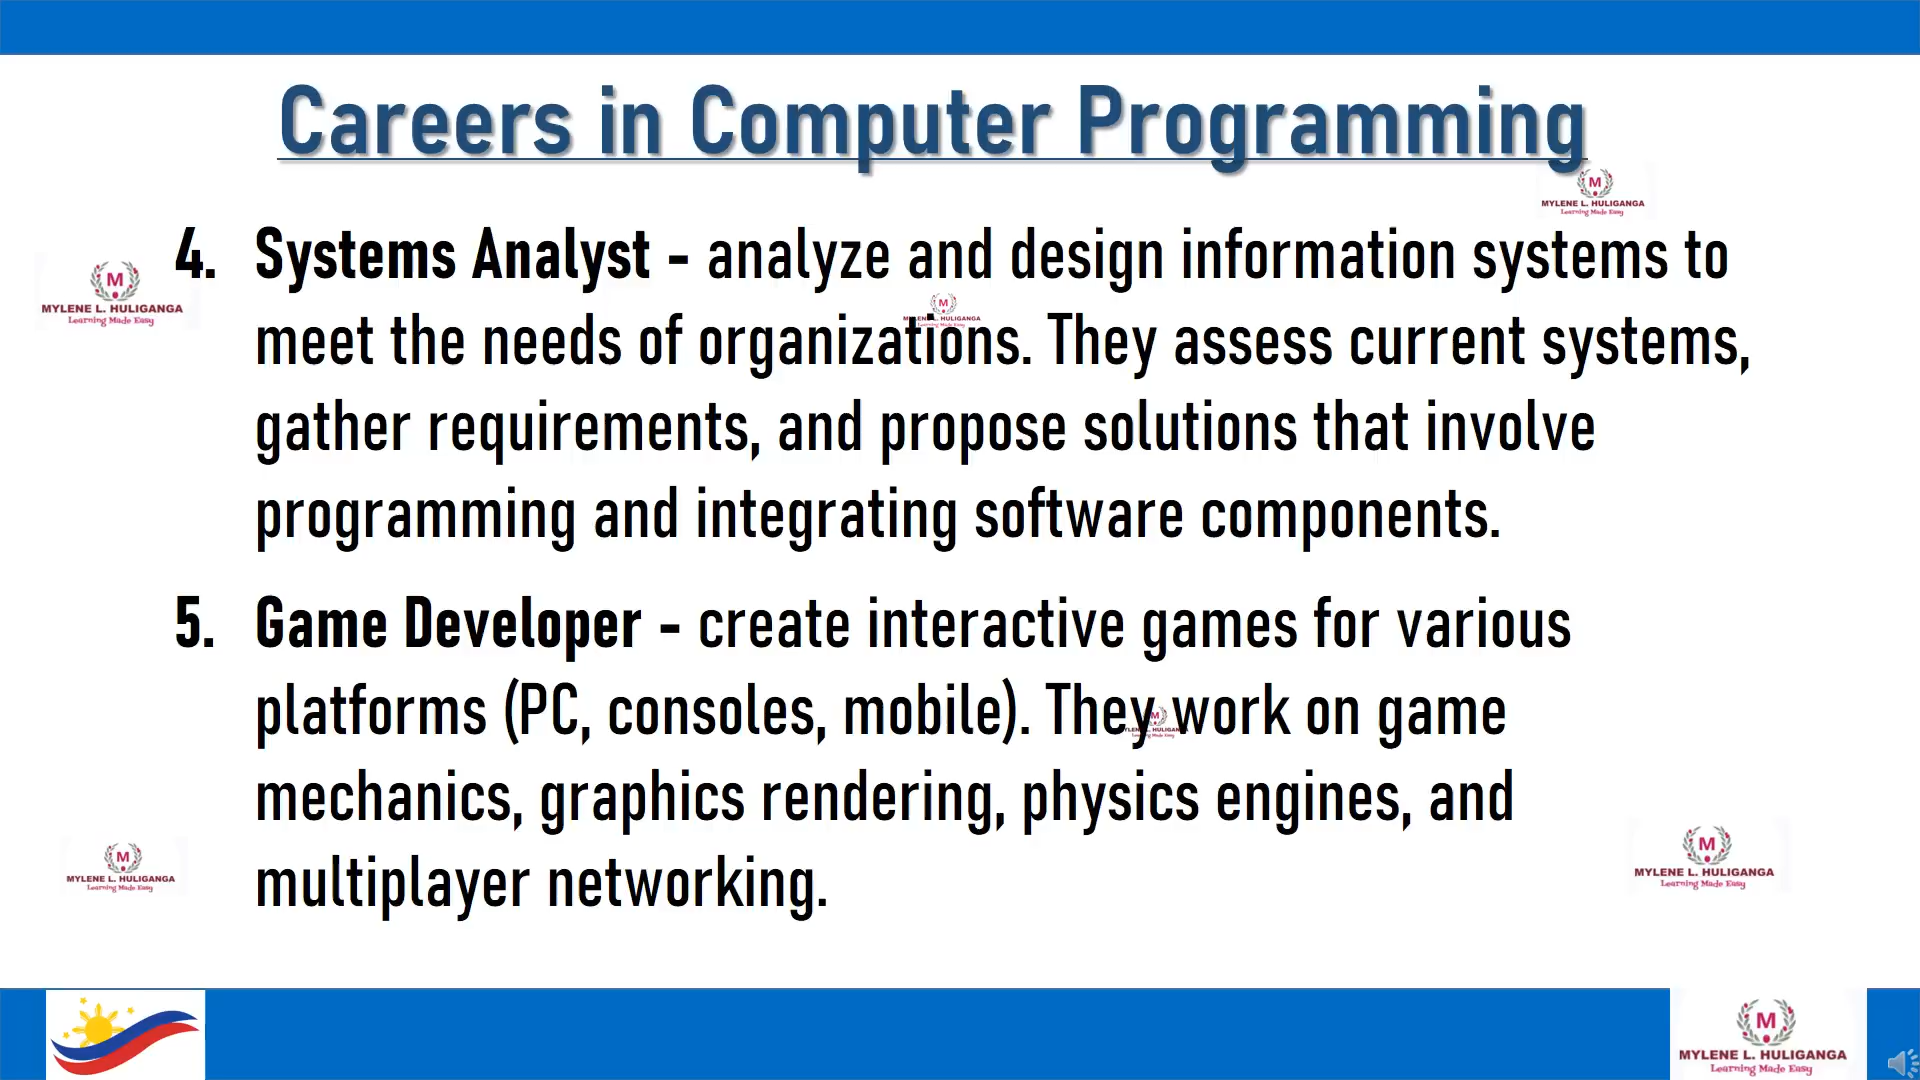 Careers in Computer Programming
M
MYLENE L. HULIGANGA
Learning Made Easy
4. Systems Analyst - analyze and design information systems to
M
MYLENE L. HULIGANGA
Learning Made Easy
M
meet the needs of organizations. They assess current systems,
gather requirements, and propose solutions that involve
programming and integrating software components.
5. Game Developer - create interactive games for various
platforms (PC, consoles, mobile). They work on game
M
mechanics, graphics rendering, physics engines, and
multiplayer networking.
M
MYLENE L. HULIGANGA
Learning Made Easy
M
MYLENE L. HULIGANGA
Learning Made Easy
M
MYLENE L. HULIGANGA
Learning Made Easy